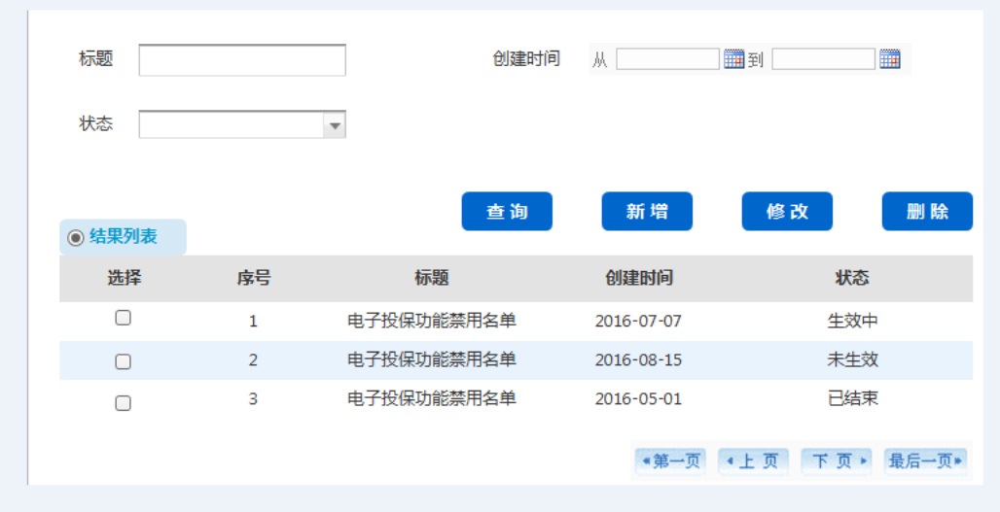 标题 创建时间 从 到
状态
查询 新增 修改 删除
结果列表
选择 序号 标题 创建时间 状态
1 电子投保功能禁用名单 2016-07-07 生效中
2 电子投保功能禁用名单 2016-08-15 未生效
3 电子投保功能禁用名单 2016-05-01 已结束
第一页 上页 下页 最后一页